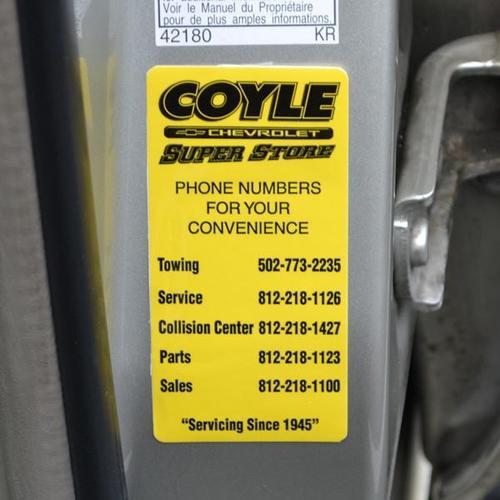 Voir le Manuel du Propriétaire
pour de plus amples informations.
42180 KR
COYLE
CHEVROLET
SUPER STORE
PHONE NUMBERS
FOR YOUR
CONVENIENCE
Towing 502-773-2235
Service 812-218-1126
Collision Center 812-218-1427
Parts 812-218-1123
Sales 812-218-1100
“Servicing Since 1945”